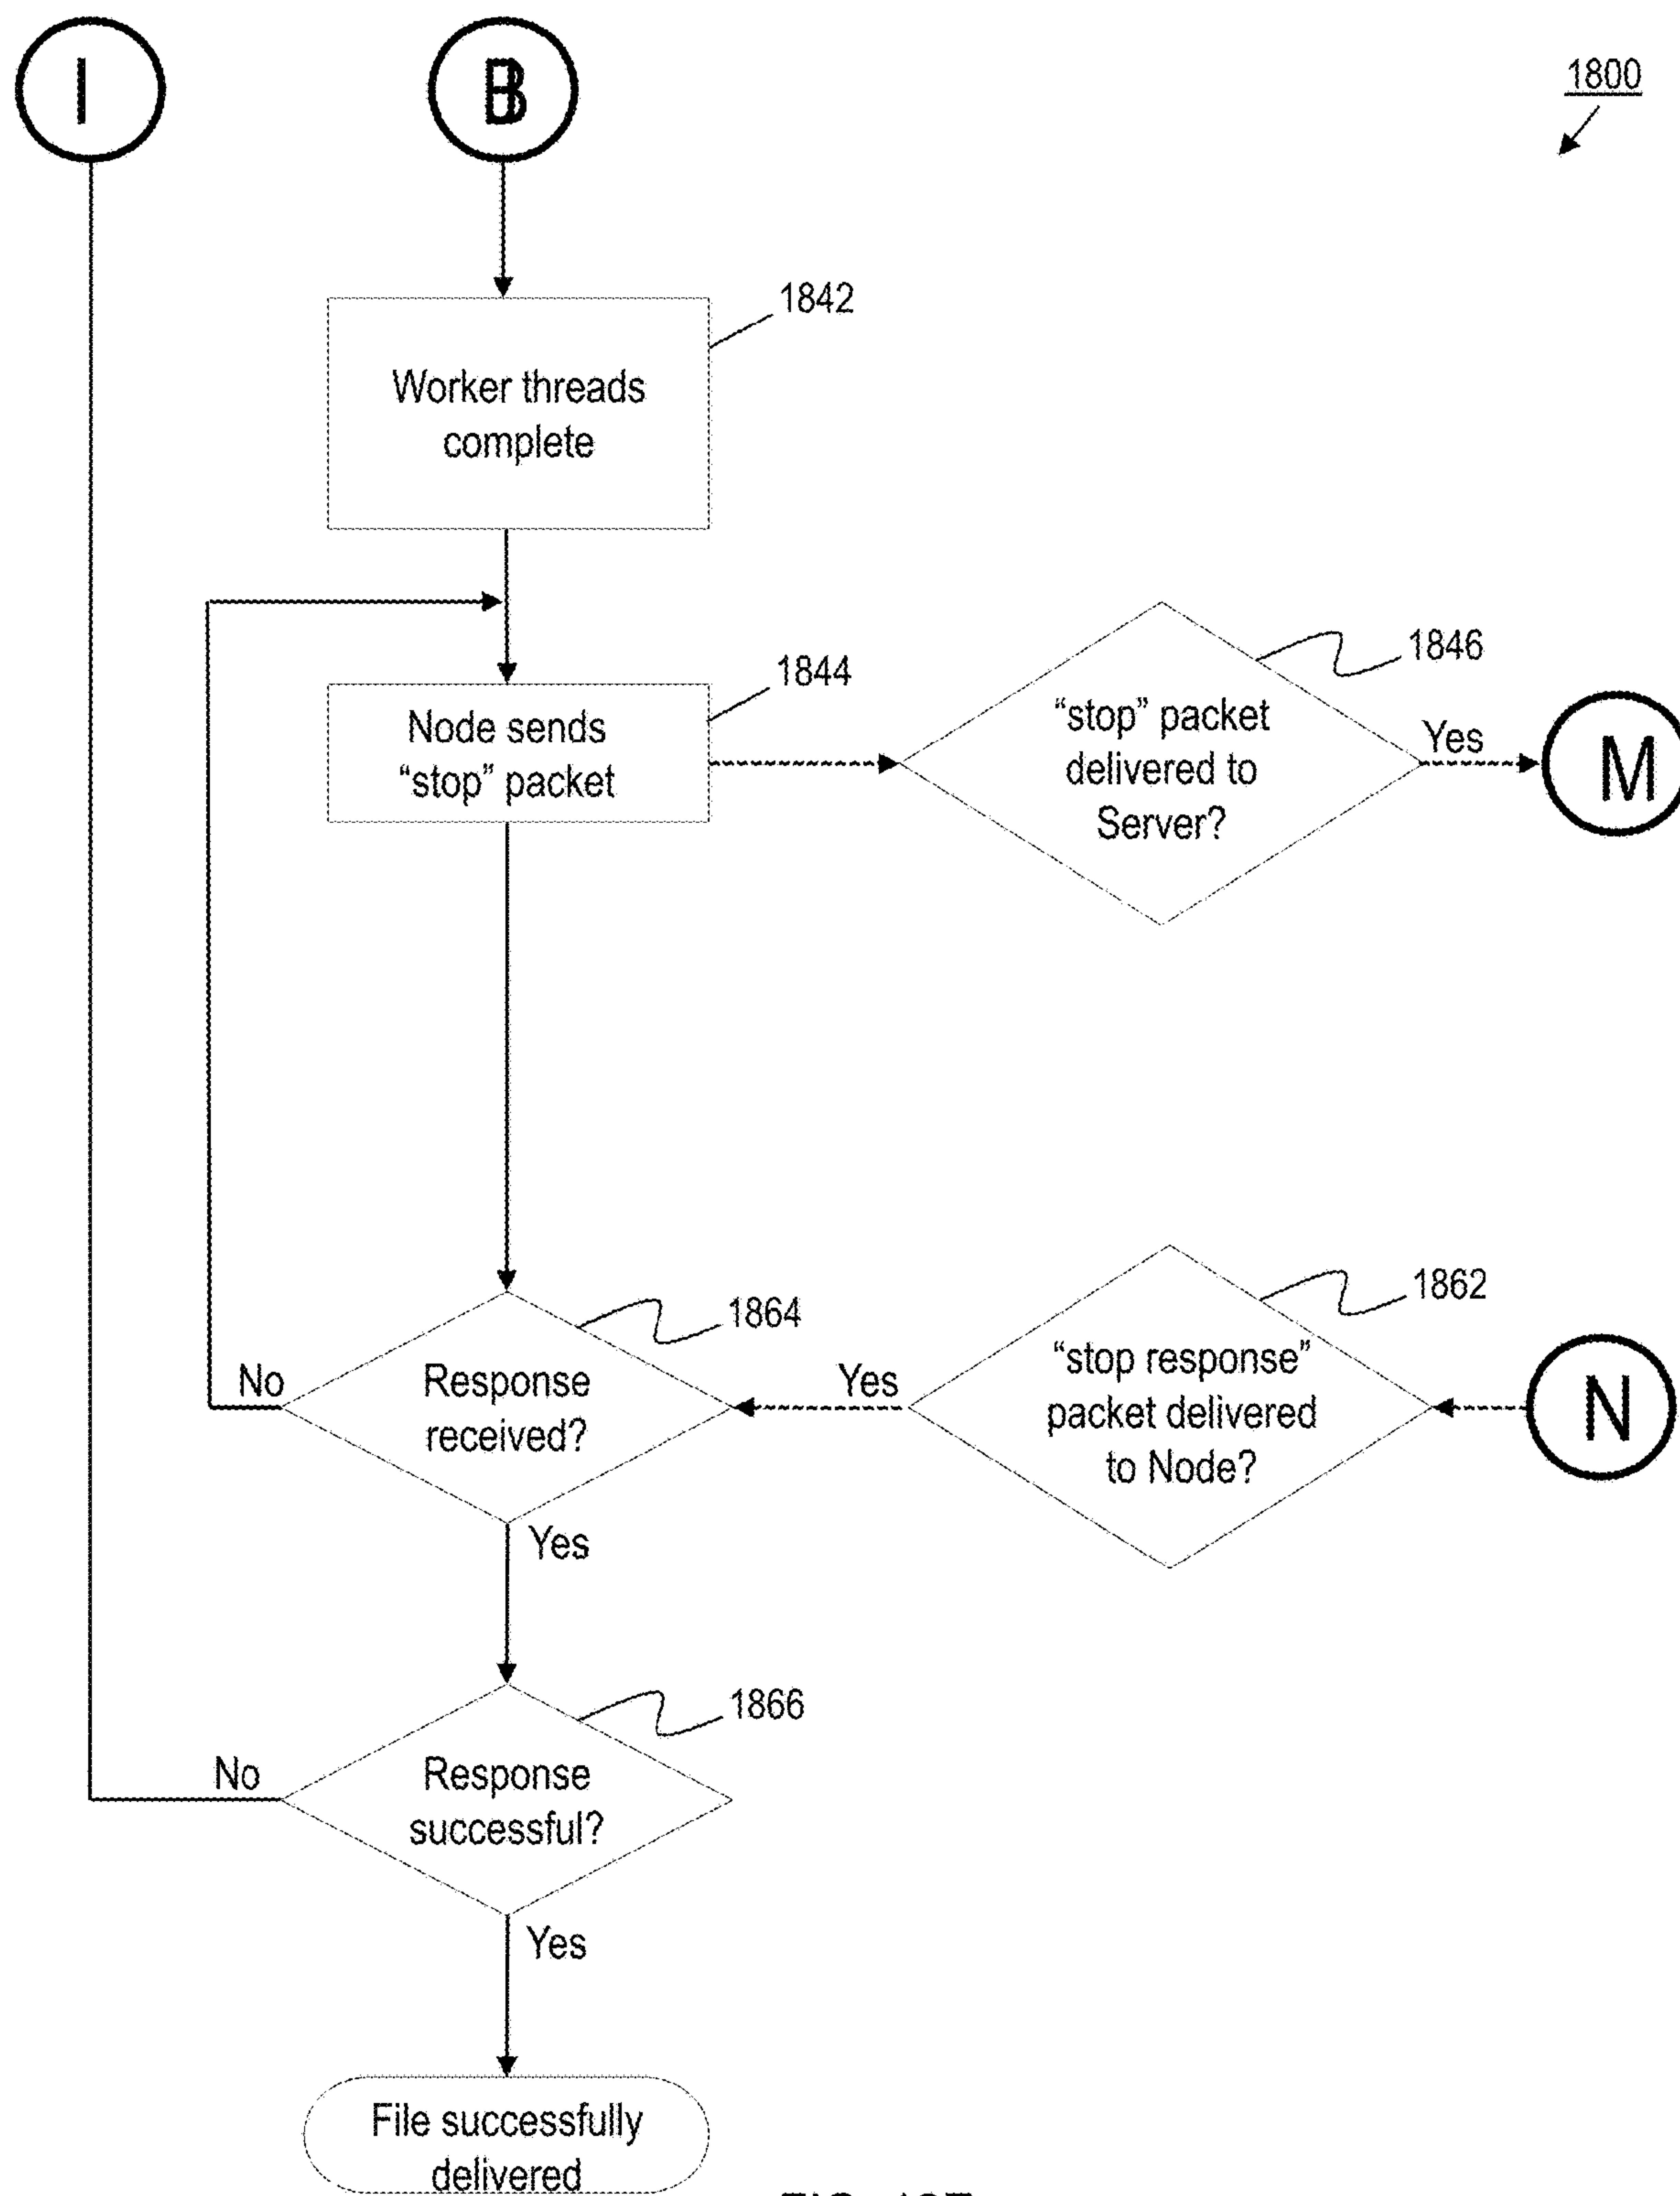 I
B
1800
1842
Worker threads
complete
1844
Node sends
“stop” packet
1846
“stop” packet
delivered to
Server?
Yes
M
1864
Response
received?
No
Yes
1862
“stop response”
packet delivered
to Node?
Yes
N
1866
Response
successful?
No
Yes
File successfully
delivered